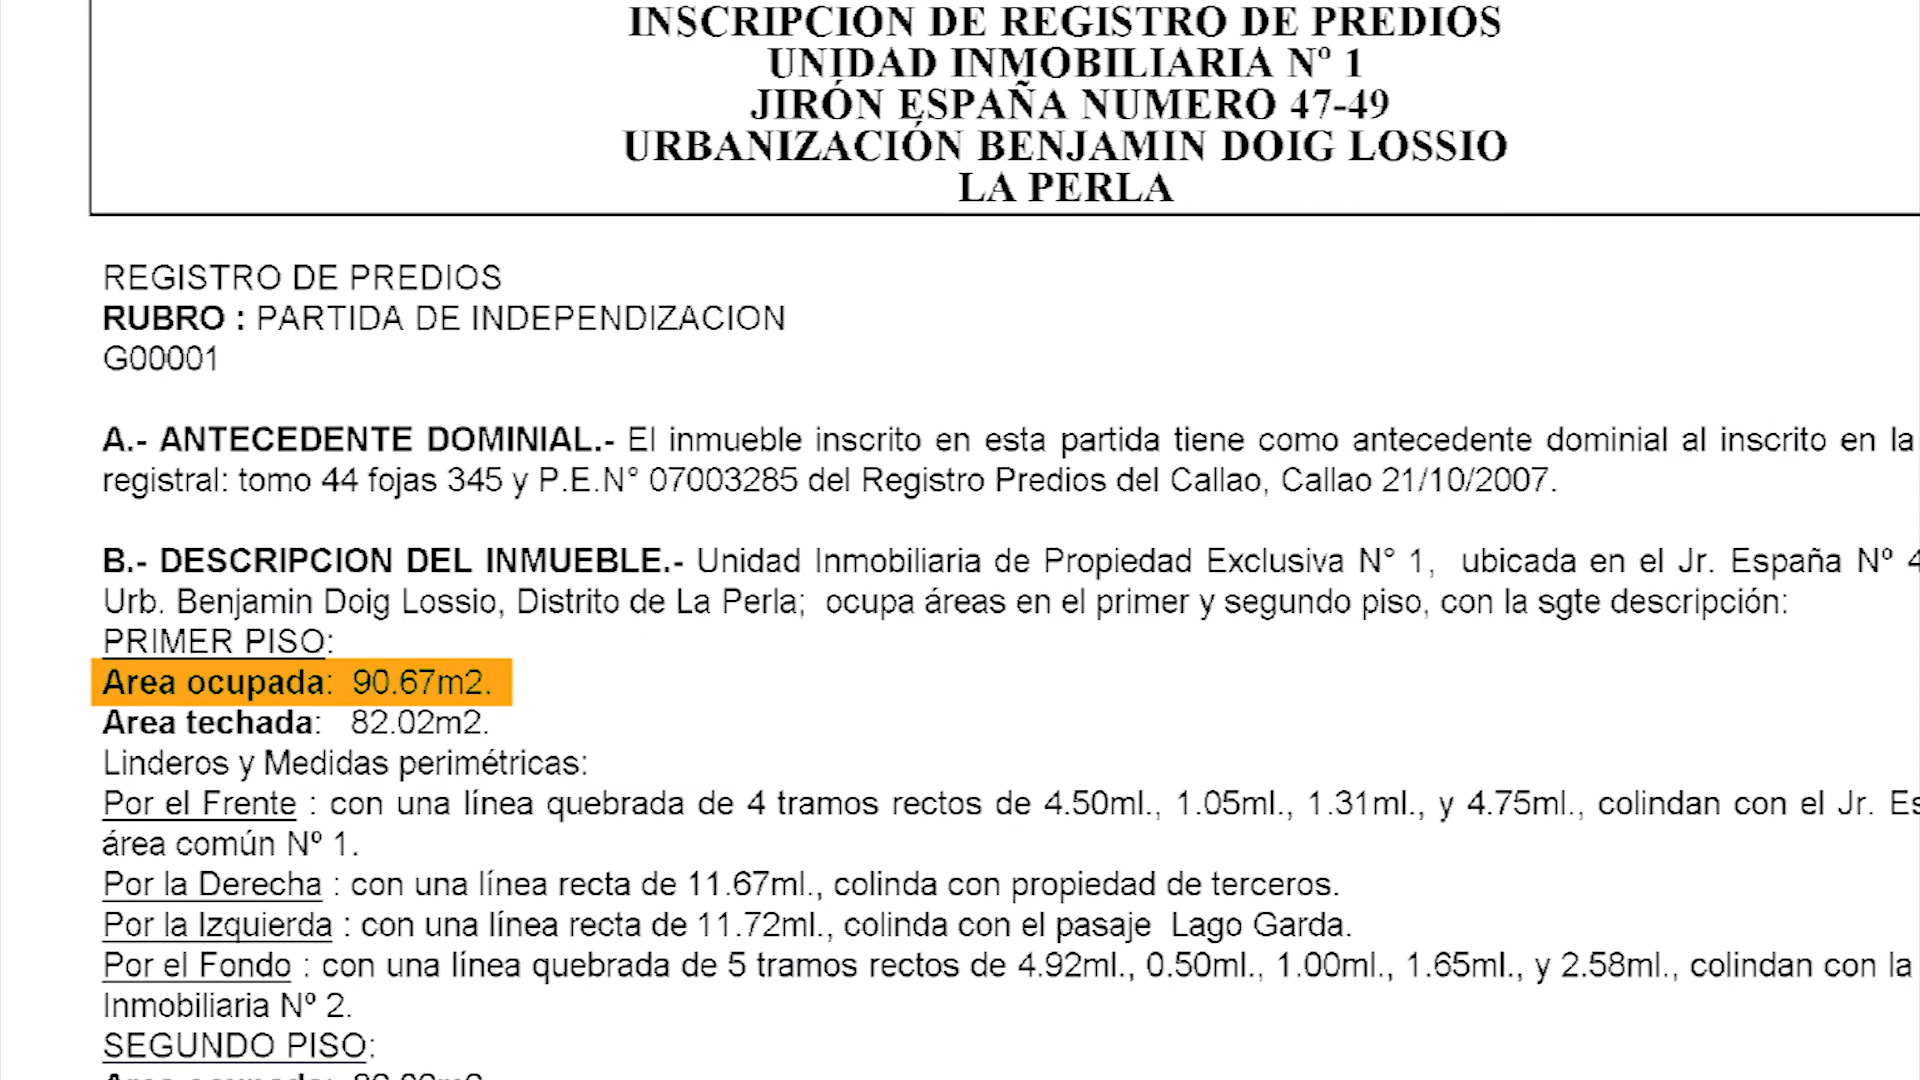 INSCRIPCION DE REGISTRO DE PREDIOS
UNIDAD INMOBILIARIA Nº 1
JIRÓN ESPAÑA NUMERO 47-49
URBANIZACIÓN BENJAMIN DOIG LOSSIO
LA PERLA
REGISTRO DE PREDIOS
RUBRO : PARTIDA DE INDEPENDIZACION
G00001
A.- ANTECEDENTE DOMINIAL.- El inmueble inscrito en esta partida tiene como antecedente dominial al inscrito en la
registral: tomo 44 fojas 345 y P.E.N° 07003285 del Registro Predios del Callao, Callao 21/10/2007.
B.- DESCRIPCION DEL INMUEBLE.- Unidad Inmobiliaria de Propiedad Exclusiva N° 1, ubicada en el Jr. España Nº 4
Urb. Benjamin Doig Lossio, Distrito de La Perla; ocupa áreas en el primer y segundo piso, con la sgte descripción:
PRIMER PISO:
Area ocupada: 90.67m2.
Area techada: 82.02m2.
Linderos y Medidas perimétricas:
Por el Frente : con una línea quebrada de 4 tramos rectos de 4.50ml., 1.05ml., 1.31ml., y 4.75ml., colindan con el Jr. Es
área común Nº 1.
Por la Derecha : con una línea recta de 11.67ml., colinda con propiedad de terceros.
Por la Izquierda : con una línea recta de 11.72ml., colinda con el pasaje Lago Garda.
Por el Fondo : con una línea quebrada de 5 tramos rectos de 4.92ml., 0.50ml., 1.00ml., 1.65ml., y 2.58ml., colindan con la
Inmobiliaria Nº 2.
SEGUNDO PISO:
Area ocupada: